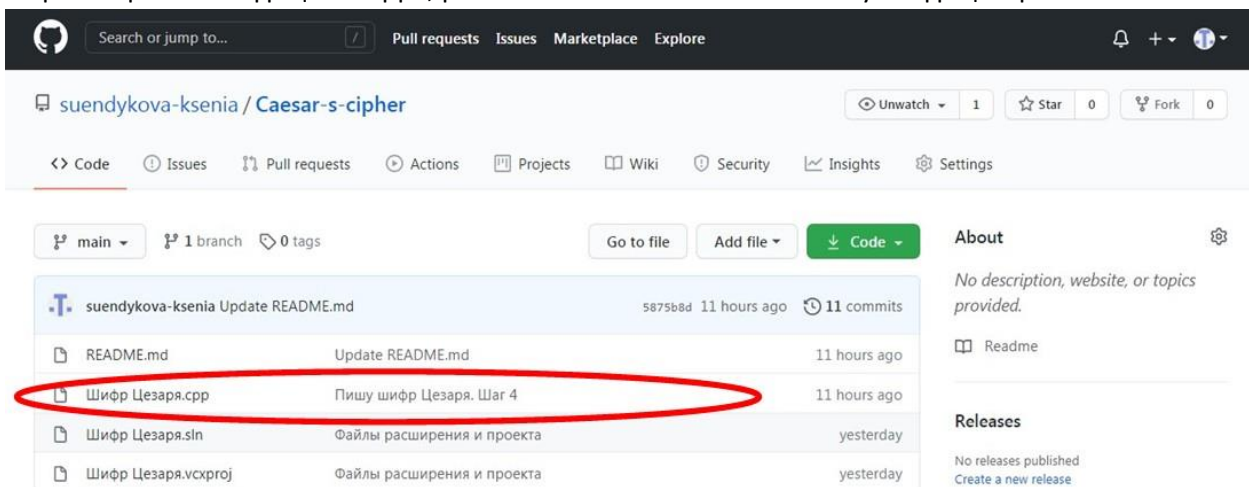 Search or jump to... / Pull requests Issues Marketplace Explore
suendykova-ksenia / Caesar-s-cipher Unwatch 1 Star 0 Fork 0
Code Issues Pull requests Actions Projects Wiki Security Insights Settings
main 1 branch 0 tags Go to file Add file Code About
No description, website, or topics provided.
suendykova-ksenia Update README.md 5875b8d 11 hours ago 11 commits
README.md Update README.md 11 hours ago Readme
Шифр Цезаря.cpp Пишу шифр Цезаря. Шаг 4 11 hours ago
Шифр Цезаря.sln Файлы расширения и проекта yesterday
Releases
Шифр Цезаря.vcxproj Файлы расширения и проекта yesterday
No releases published
Create a new release